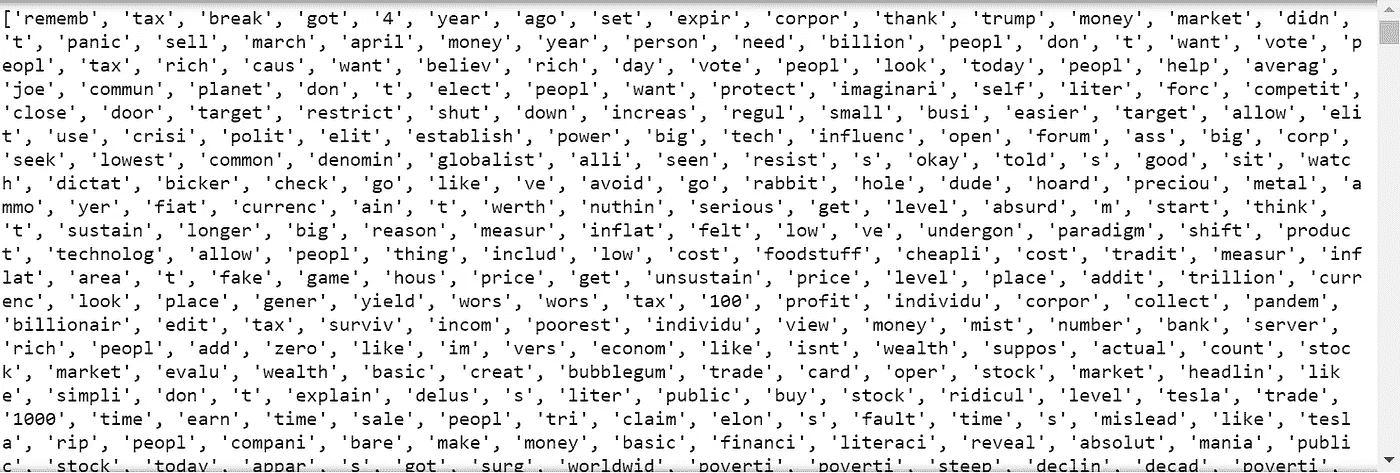 ['rememb', 'tax', 'break', 'got', '4', 'year', 'ago', 'set', 'expir', 'corpor', 'thank', 'trump', 'money', 'market', 'didn',
't', 'panic', 'sell', 'march', 'april', 'money', 'year', 'person', 'need', 'billion', 'peopl', 'don', 't', 'want', 'vote', 'p
eopl', 'tax', 'rich', 'caus', 'want', 'believ', 'rich', 'day', 'vote', 'peopl', 'look', 'today', 'peopl', 'help', 'averag',
'joe', 'commun', 'planet', 'don', 't', 'elect', 'peopl', 'want', 'protect', 'imaginari', 'self', 'liter', 'forc', 'competit',
'close', 'door', 'target', 'restrict', 'shut', 'down', 'increas', 'regul', 'small', 'busi', 'easier', 'target', 'allow', 'eli
t', 'use', 'crisi', 'polit', 'elit', 'establish', 'power', 'big', 'tech', 'influenc', 'open', 'forum', 'ass', 'big', 'corp',
'seek', 'lowest', 'common', 'denomin', 'globalist', 'alli', 'seen', 'resist', 's', 'okay', 'told', 's', 'good', 'sit', 'watc
h', 'dictat', 'bicker', 'check', 'go', 'like', 've', 'avoid', 'go', 'rabbit', 'hole', 'dude', 'hoard', 'preciou', 'metal', 'a
mmo', 'yer', 'fiat', 'currenc', 'ain', 't', 'werth', 'nuthin', 'serious', 'get', 'level', 'absurd', 'm', 'start', 'think',
't', 'sustain', 'longer', 'big', 'reason', 'measur', 'inflat', 'felt', 'low', 've', 'undergon', 'paradigm', 'shift', 'produc
t', 'technolog', 'allow', 'peopl', 'thing', 'includ', 'low', 'cost', 'foodstuff', 'cheapli', 'cost', 'tradit', 'measur', 'inf
lat', 'area', 't', 'fake', 'game', 'hous', 'price', 'get', 'unsustain', 'price', 'level', 'place', 'addit', 'trillion', 'curr
enc', 'look', 'place', 'gener', 'yield', 'wors', 'wors', 'tax', '100', 'profit', 'individu', 'corpor', 'collect', 'pandem',
'billionair', 'edit', 'tax', 'surviv', 'incom', 'poorest', 'individu', 'view', 'money', 'mist', 'number', 'bank', 'server',
'rich', 'peopl', 'add', 'zero', 'like', 'im', 'vers', 'econom', 'like', 'isnt', 'wealth', 'suppos', 'actual', 'count', 'stoc
k', 'market', 'evalu', 'wealth', 'basic', 'creat', 'bubblegum', 'trade', 'card', 'oper', 'stock', 'market', 'headlin', 'lik
e', 'simpli', 'don', 't', 'explain', 'delus', 's', 'liter', 'public', 'buy', 'stock', 'ridicul', 'level', 'tesla', 'trade',
'1000', 'time', 'earn', 'time', 'sale', 'peopl', 'tri', 'claim', 'elon', 's', 'fault', 'time', 's', 'mislead', 'like', 'tesl
a', 'rip', 'peopl', 'compani', 'bare', 'make', 'money', 'basic', 'financi', 'literaci', 'reveal', 'absolut', 'mania', 'publi
c', 'stock', 'today', 'appar', 's', 'got', 'surg', 'worldwid', 'poverti', 'poverti', 'steep', 'declin', 'decad', 'poverti',